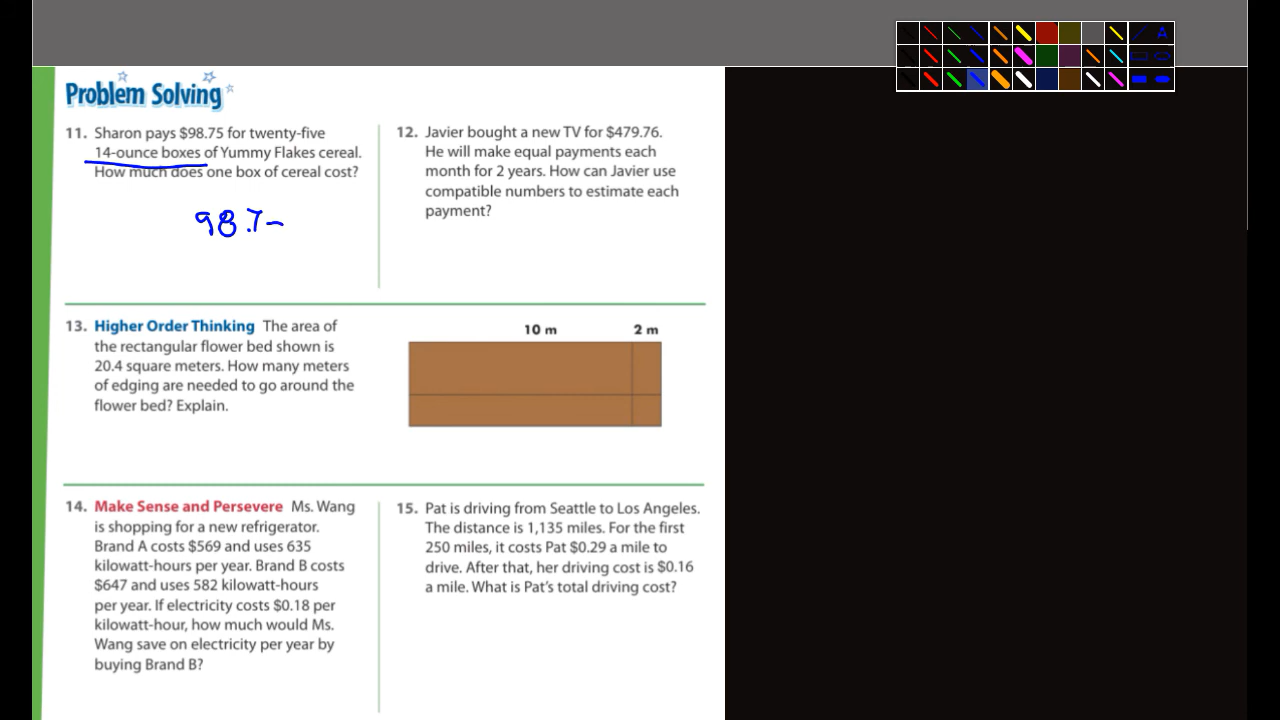 Problem Solving
11. Sharon pays $98.75 for twenty-five
14-ounce boxes of Yummy Flakes cereal.
How much does one box of cereal cost?
98.7
12. Javier bought a new TV for $479.76.
He will make equal payments each
month for 2 years. How can Javier use
compatible numbers to estimate each
payment?
13. Higher Order Thinking The area of
the rectangular flower bed shown is
20.4 square meters. How many meters
of edging are needed to go around the
flower bed? Explain.
10 m 2 m
14. Make Sense and Persevere Ms. Wang
is shopping for a new refrigerator.
Brand A costs $569 and uses 635
kilowatt-hours per year. Brand B costs
$647 and uses 582 kilowatt-hours
per year. If electricity costs $0.18 per
kilowatt-hour, how much would Ms.
Wang save on electricity per year by
buying Brand B?
15. Pat is driving from Seattle to Los Angeles.
The distance is 1,135 miles. For the first
250 miles, it costs Pat $0.29 a mile to
drive. After that, her driving cost is $0.16
a mile. What is Pat's total driving cost?
A